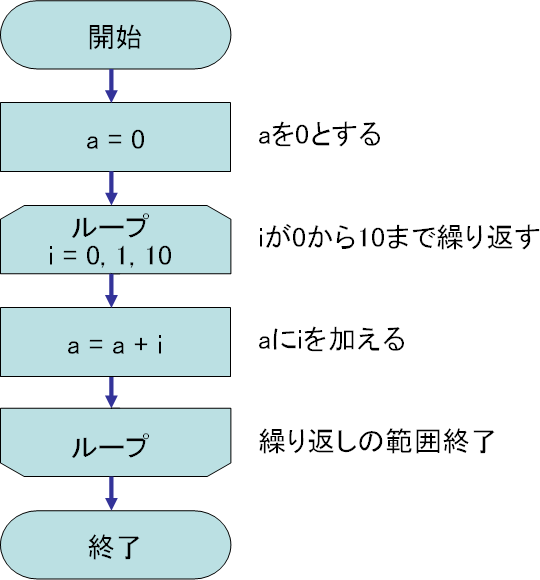 開始
a = 0
aを0とする
ループ
i = 0, 1, 10
iが0から10まで繰り返す
a = a + i
aにiを加える
ループ
繰り返しの範囲終了
終了